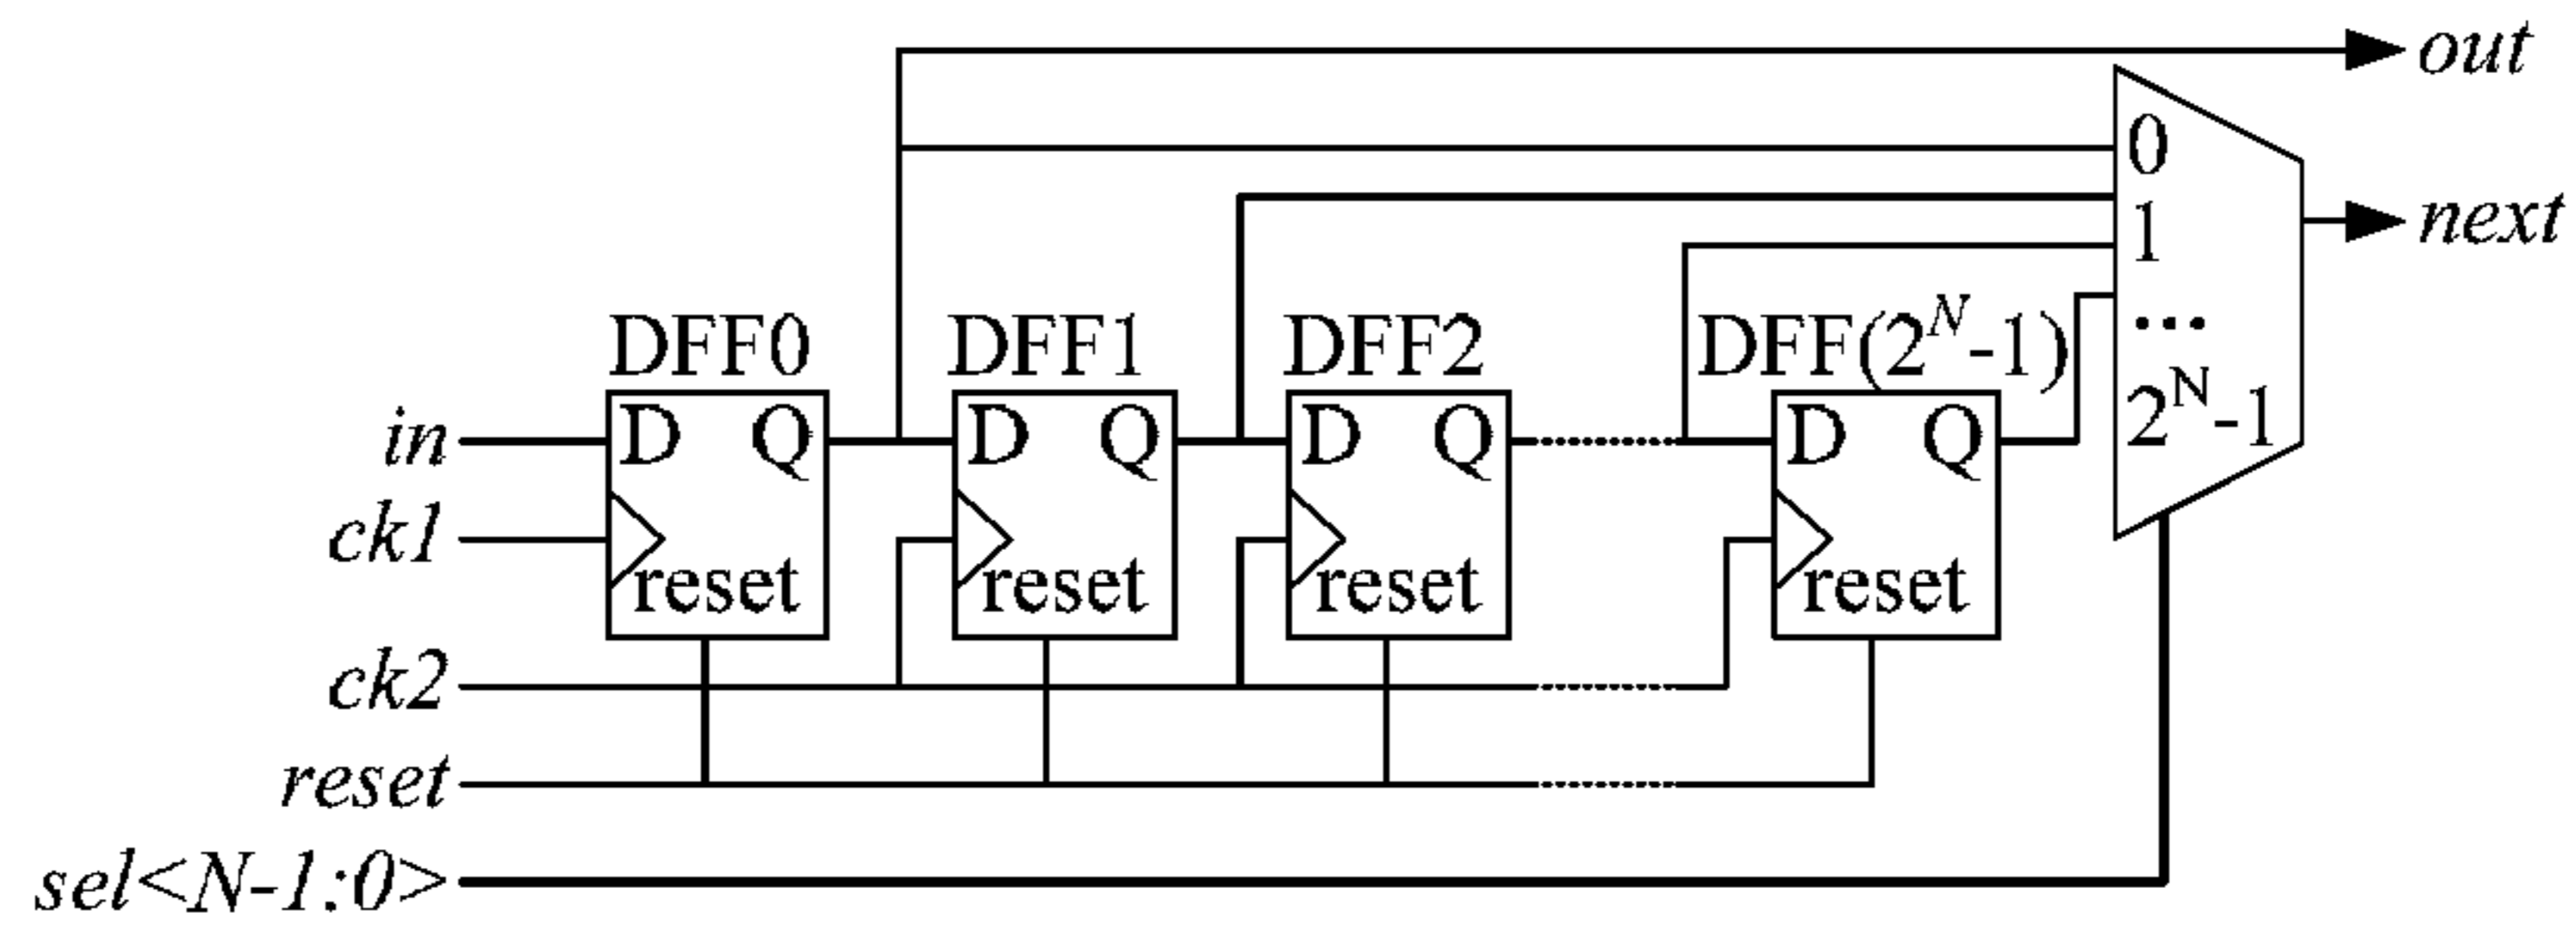 out
0
next
1
...
2^N-1
DFF0 DFF1 DFF2 DFF(2^N-1)
in D Q D Q D Q D Q
ck1
reset reset reset reset
ck2
reset
sel<N-1:0>